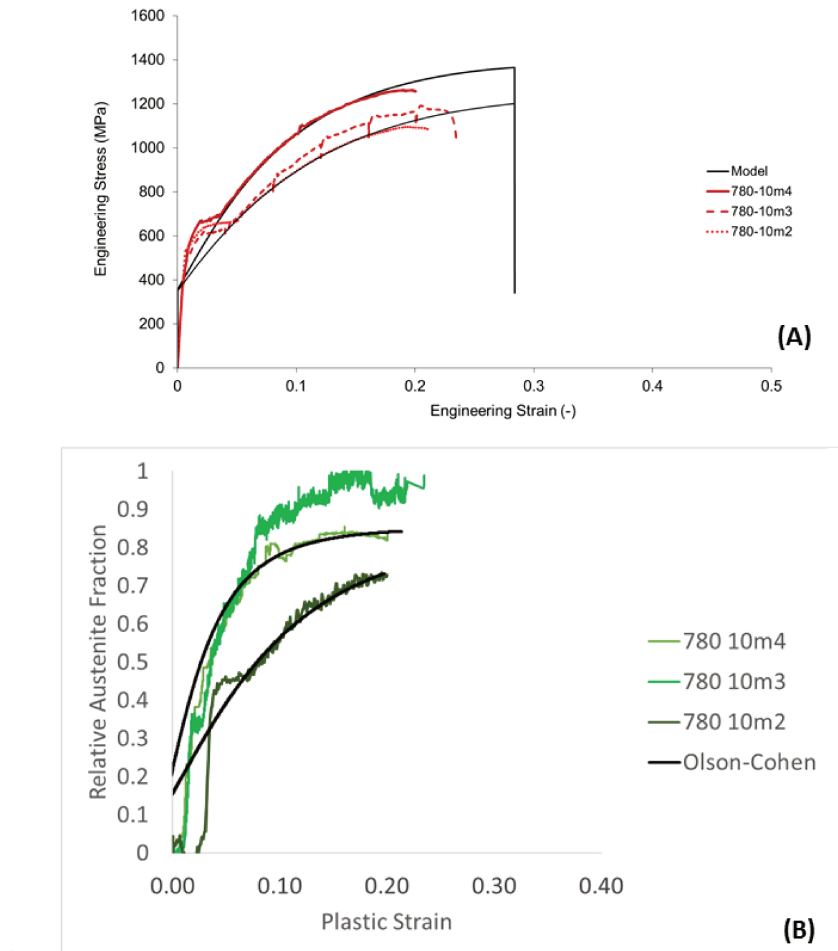 1600
1400
1200
1000
800
600
400
200
0
Engineering Stress (MPa)
0
0.1
0.2
0.3
0.4
0.5
Engineering Strain (-)
Model
780-10m4
780-10m3
780-10m2
(A)
1
0.9
0.8
0.7
0.6
0.5
0.4
0.3
0.2
0.1
0
Relative Austenite Fraction
0.00
0.10
0.20
0.30
0.40
Plastic Strain
780 10m4
780 10m3
780 10m2
Olson-Cohen
(B)